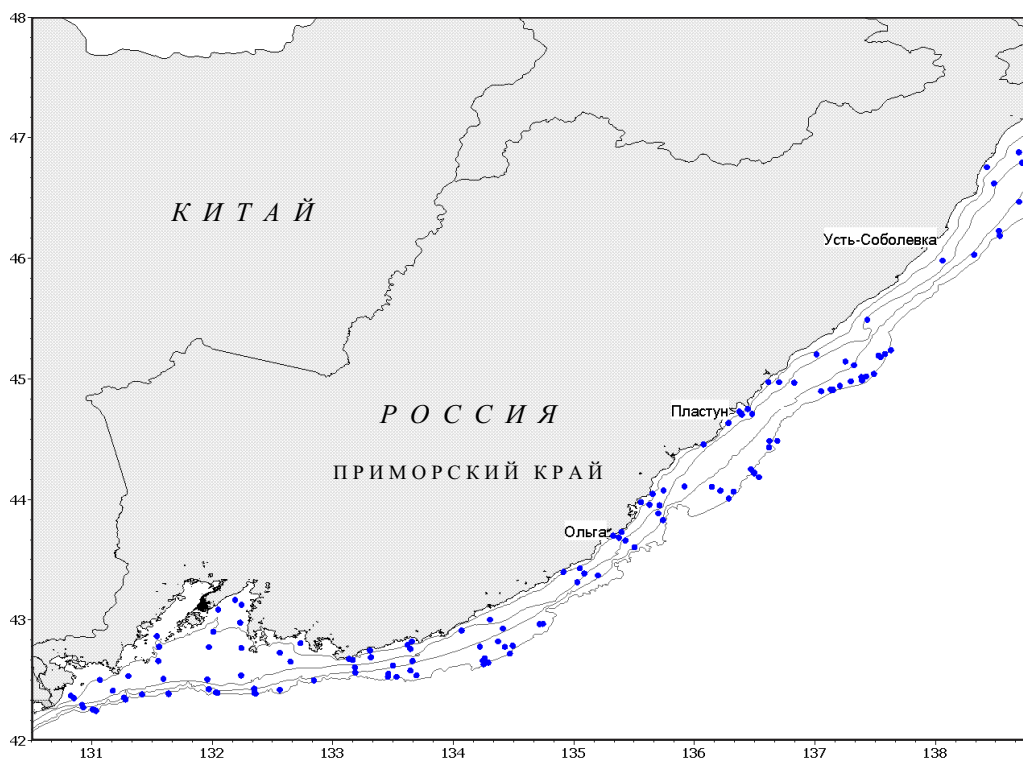 48
47
46
45
44
43
42
К И Т А Й
Усть-Соболевка
Р О С С И Я
Пластун
ПРИМОРСКИЙ КРАЙ
Ольга
131 132 133 134 135 136 137 138